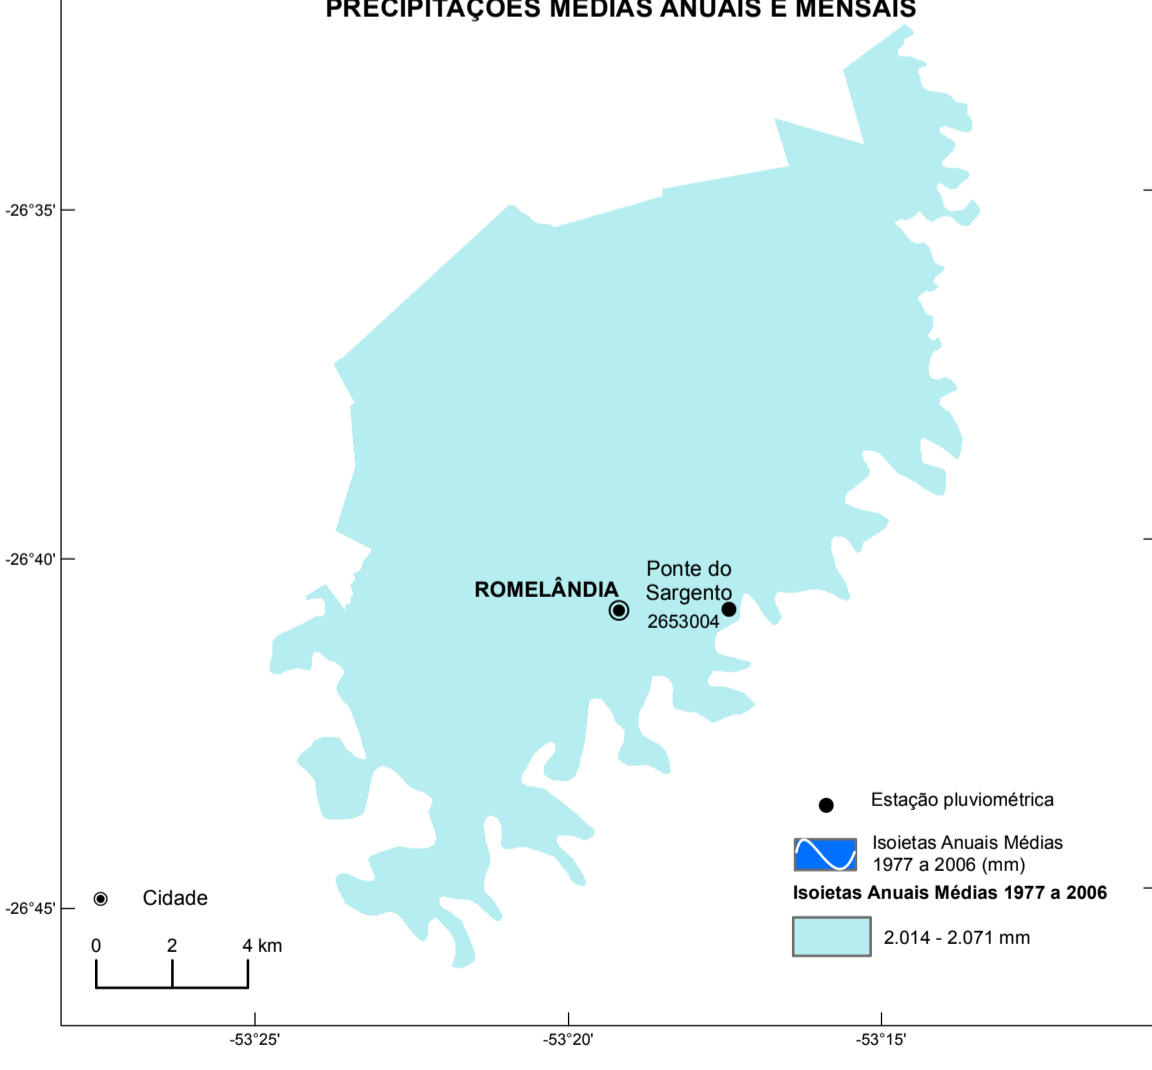 PRECIPITAÇÕES MÉDIAS ANUAIS E MENSAIS
-26°35'
-26°40'
Ponte do
ROMELÂNDIA
Sargento
2653004
Estação pluviométrica
Isoietas Anuais Médias
1977 a 2006 (mm)
Isoietas Anuais Médias 1977 a 2006
Cidade
-26°45'
2.014 - 2.071 mm
0 2 4 km
-53°25' -53°20' -53°15'